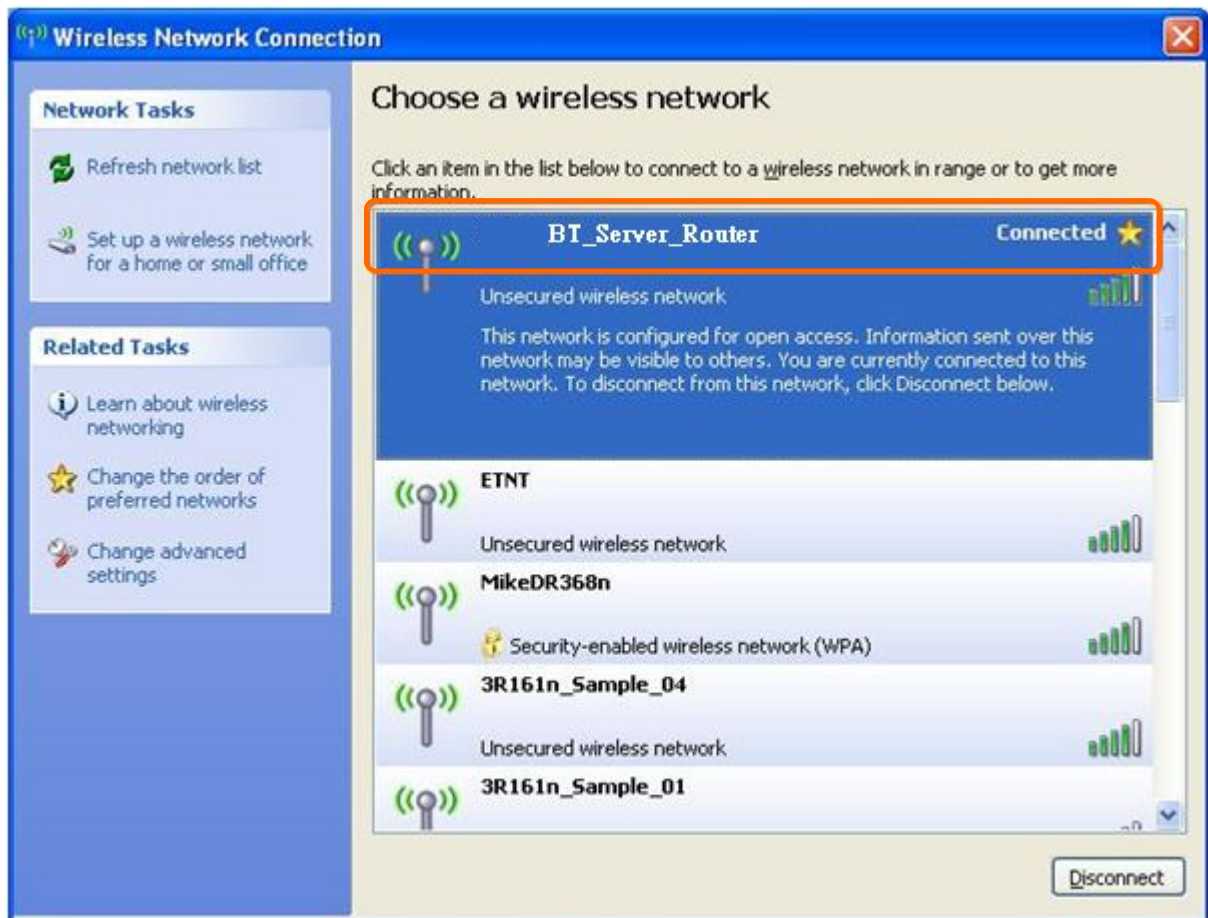 Wireless Network Connection
Network Tasks
Refresh network list
Set up a wireless network
for a home or small office
Related Tasks
Learn about wireless
networking
Change the order of
preferred networks
Change advanced
settings
Choose a wireless network
Click an item in the list below to connect to a wireless network in range or to get more
information.
BT_Server_Router
Connected
Unsecured wireless network
This network is configured for open access. Information sent over this
network may be visible to others. You are currently connected to this
network. To disconnect from this network, click Disconnect below.
ETNT
Unsecured wireless network
MikeDR368n
Security-enabled wireless network (WPA)
3R161n_Sample_04
Unsecured wireless network
3R161n_Sample_01
Disconnect